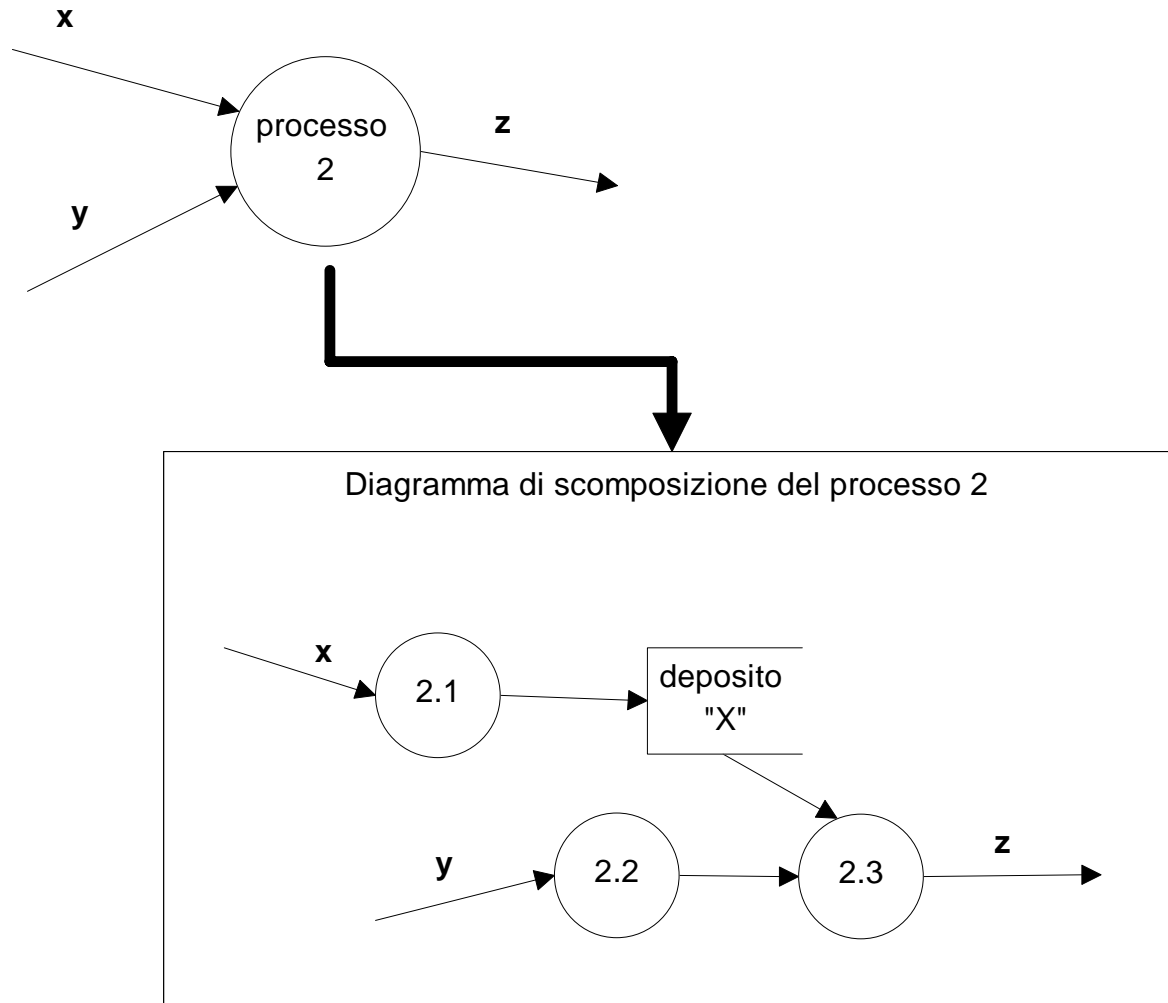 x
processo
2
z
y
Diagramma di scomposizione del processo 2
x
2.1
deposito
"X"
y
2.2
2.3
z